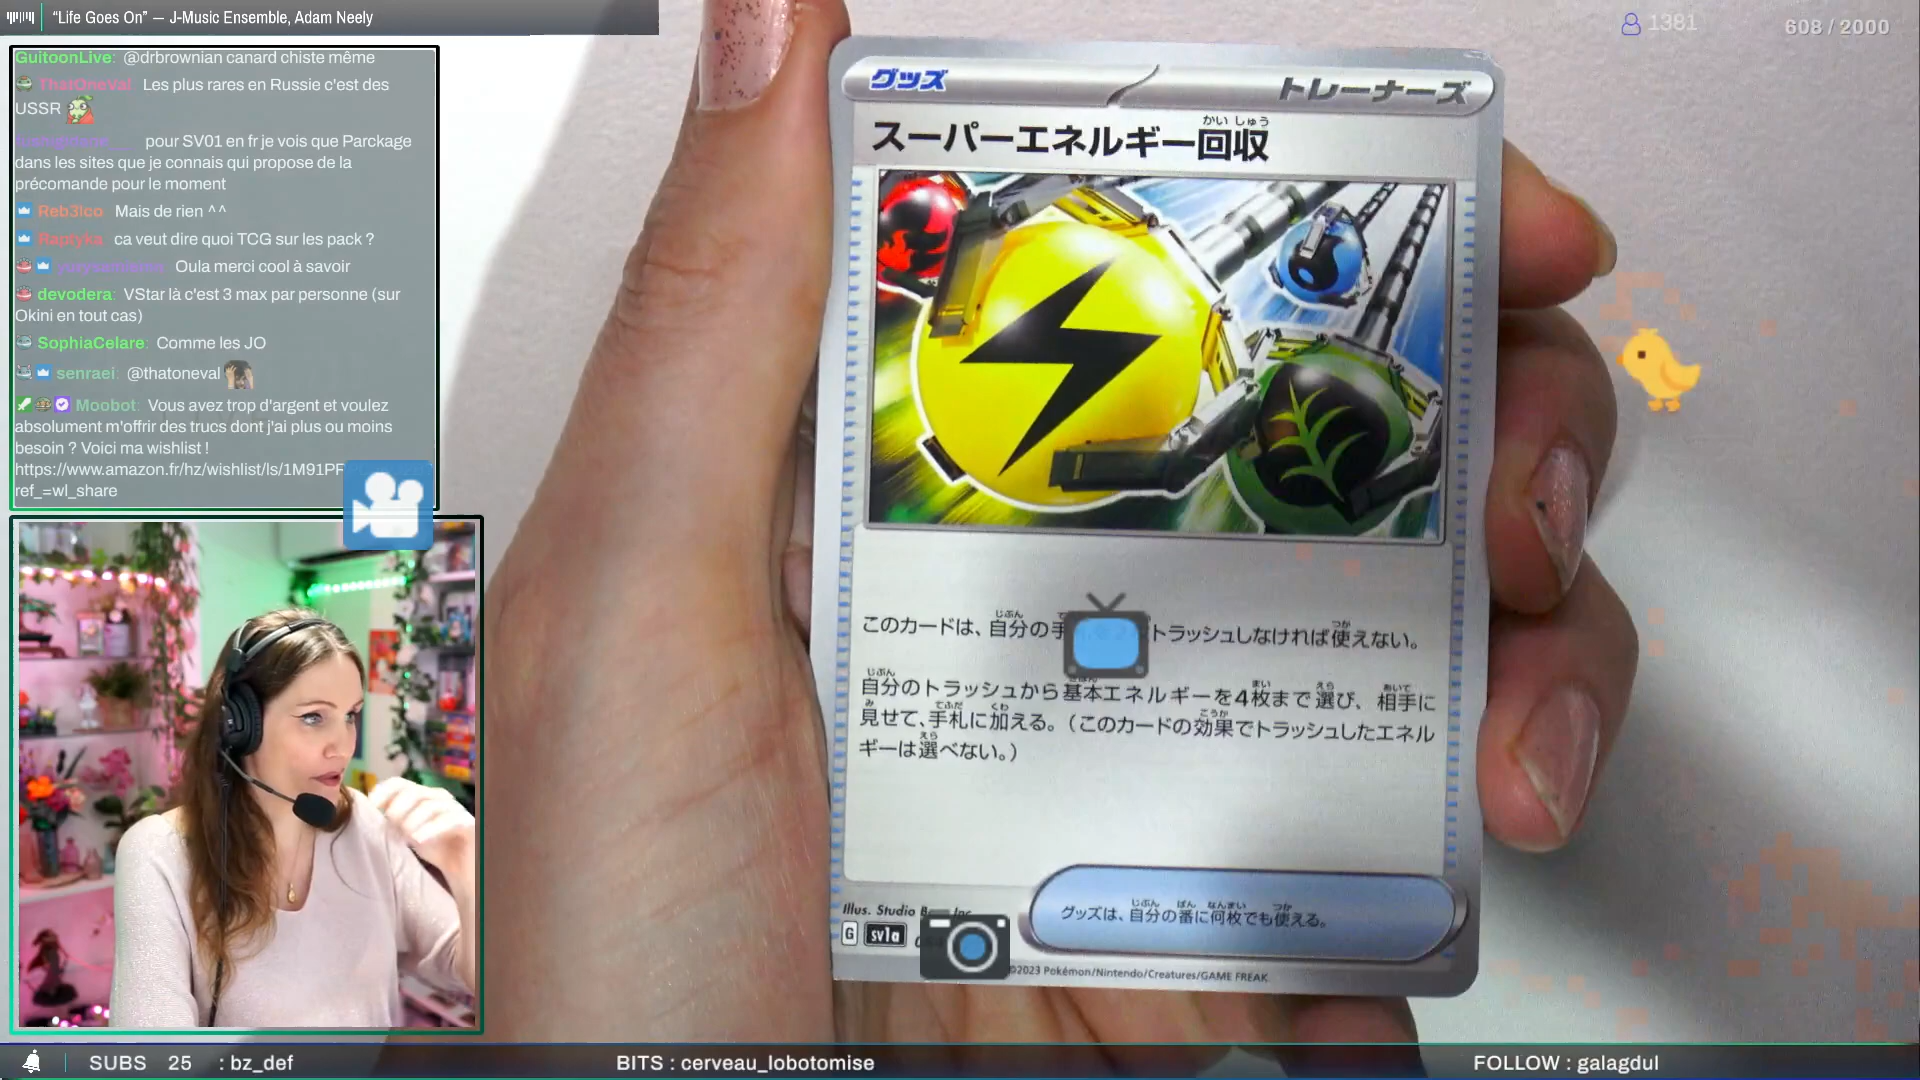 “Life Goes On” — J-Music Ensemble, Adam Neely
1381
608 / 2000
GuitoonLive: @drbrownian canard chiste même
ThatOneVal Les plus rares en Russie c'est des
USSR
pour SV01 en fr je vois que Parckage
dans les sites que je connais qui propose de la
précomande pour le moment
Reb3loo Mais de rien ^^
Raptyka ca veut dire quoi TCG sur les pack ?
Oula merci cool à savoir
devodera: VStar là c'est 3 max par personne (sur
Okini en tout cas)
SophiaCelare: Comme les JO
senrael: @thatoneval
Moobot: Vous avez trop d'argent et voulez
absolument m'offrir des trucs dont j'ai plus ou moins
besoin ? Voici ma wishlist !
https://www.amazon.fr/hz/wishlist/ls/1M91PF
ref_=wl_share
グッズ
トレーナーズ
かいしゅう
スーパーエネルギー回収
このカードは、自分の手トラッシュしなければ使えない。
自分のトラッシュから基本エネルギーを4枚まで選び、相手に
見せて、手札に加える。（このカードの効果でトラッシュしたエネル
ギーは選べない。）
Illus. Studio
G sv1a
グッズは、自分の番に何枚でも使える。
©2023 Pokémon/Nintendo/Creatures/GAME FREAK
SUBS 25 : bz_def
BITS : cerveau_lobotomise
FOLLOW : galagdul